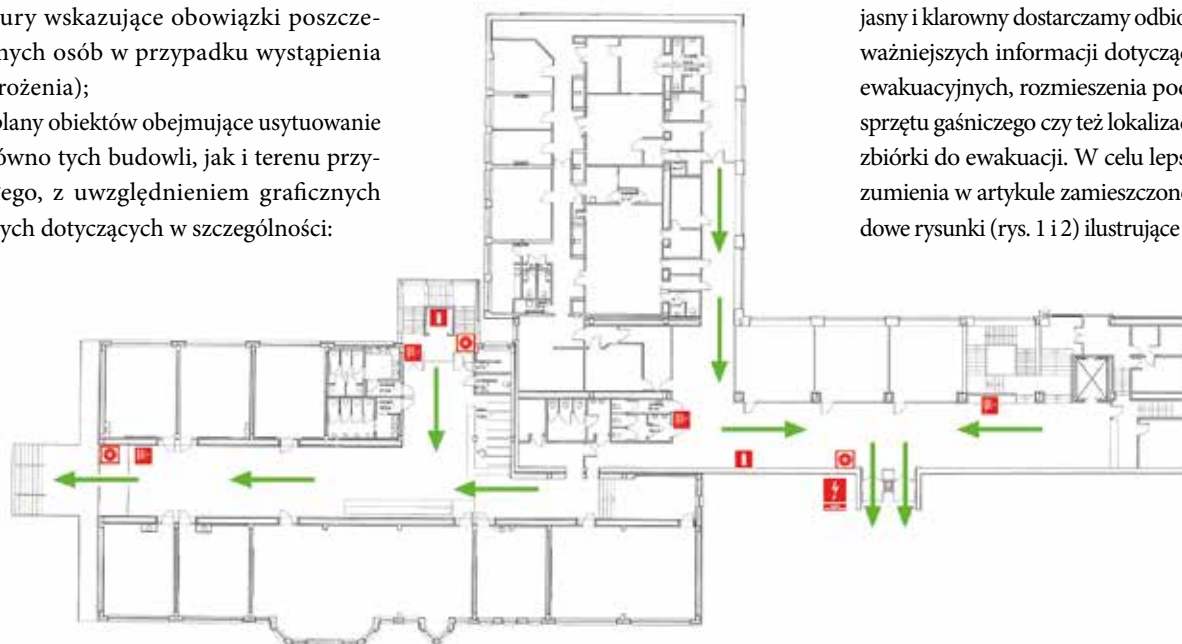 ury wskazujące obowiązki poszcze-
nych osób w przypadku wystąpienia
rożenia);
plany obiektów obejmujące usytuowanie
ówno tych budowli, jak i terenu przy-
ego, z uwzględnieniem graficznych
ych dotyczących w szczególności:
jasny i klarowny dostarczamy odbio
ważniejszych informacji dotycząc
ewakuacyjnych, rozmieszenia pod
sprzętu gaśniczego czy też lokalizac
zbiórki do ewakuacji. W celu leps
zumienia w artykule zamieszczono
dowe rysunki (rys. 1 i 2) ilustrujące